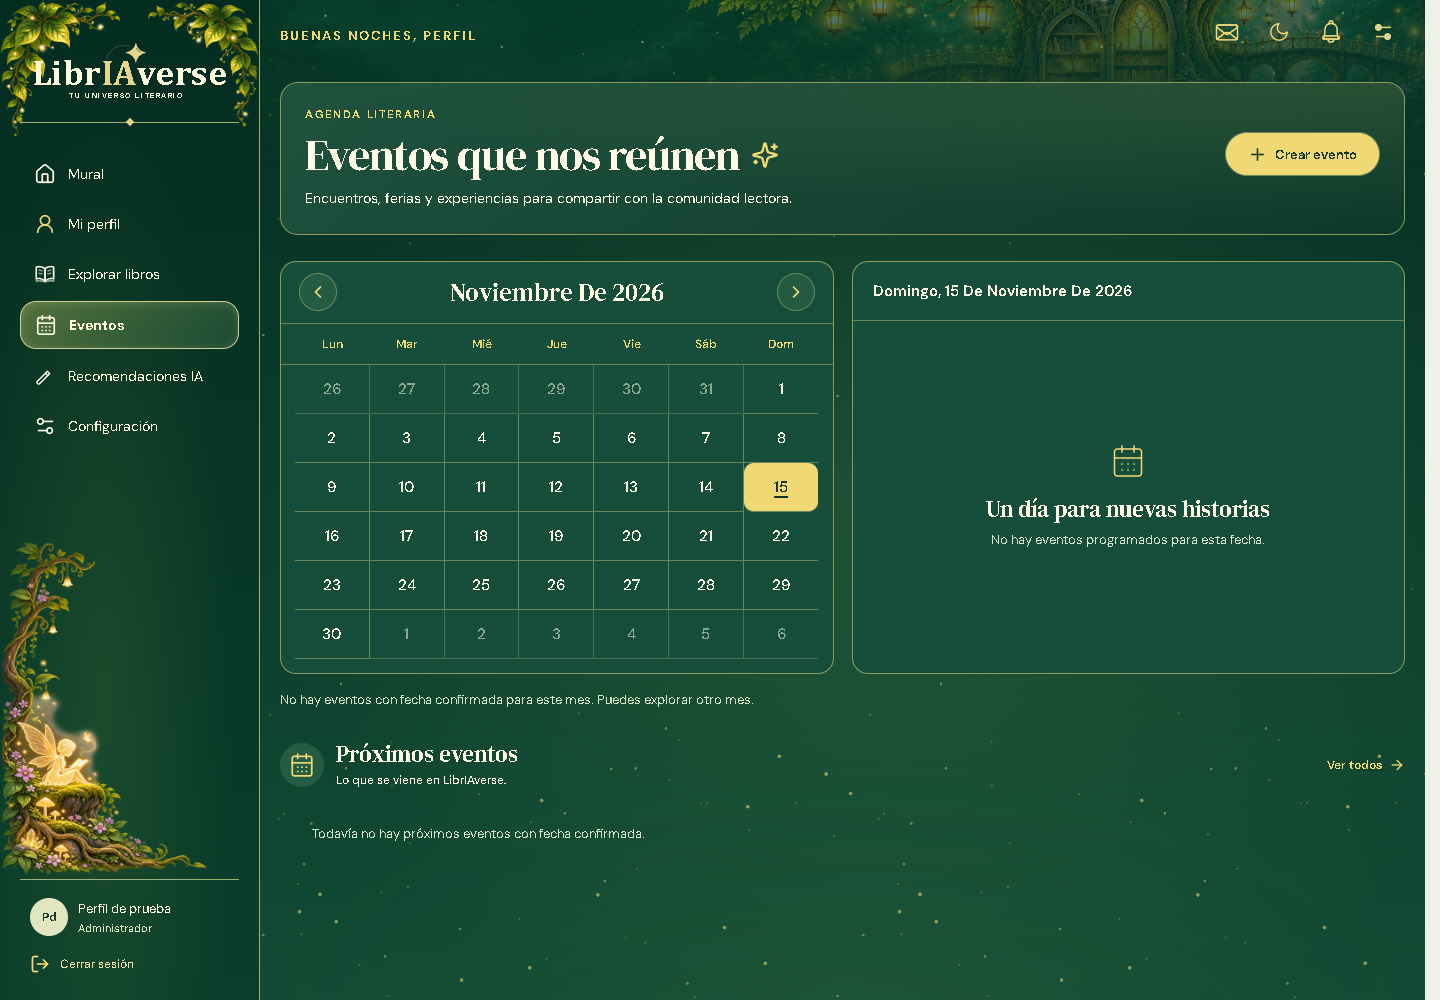 LibrIAverse
TU UNIVERSO LITERARIO
Mural
Mi perfil
Explorar libros
Eventos
Recomendaciones IA
Configuración
Pd
Perfil de prueba
Administrador
Cerrar sesión
BUENAS NOCHES, PERFIL
AGENDA LITERARIA
Eventos que nos reúnen
Encuentros, ferias y experiencias para compartir con la comunidad lectora.
Crear evento
Noviembre De 2026
Lun Mar Mié Jue Vie Sáb Dom
26 27 28 29 30 31 1
2 3 4 5 6 7 8
9 10 11 12 13 14 15
16 17 18 19 20 21 22
23 24 25 26 27 28 29
30 1 2 3 4 5 6
Domingo, 15 De Noviembre De 2026
Un día para nuevas historias
No hay eventos programados para esta fecha.
No hay eventos con fecha confirmada para este mes. Puedes explorar otro mes.
Próximos eventos
Lo que se viene en LibrIAverse.
Ver todos
Todavía no hay próximos eventos con fecha confirmada.